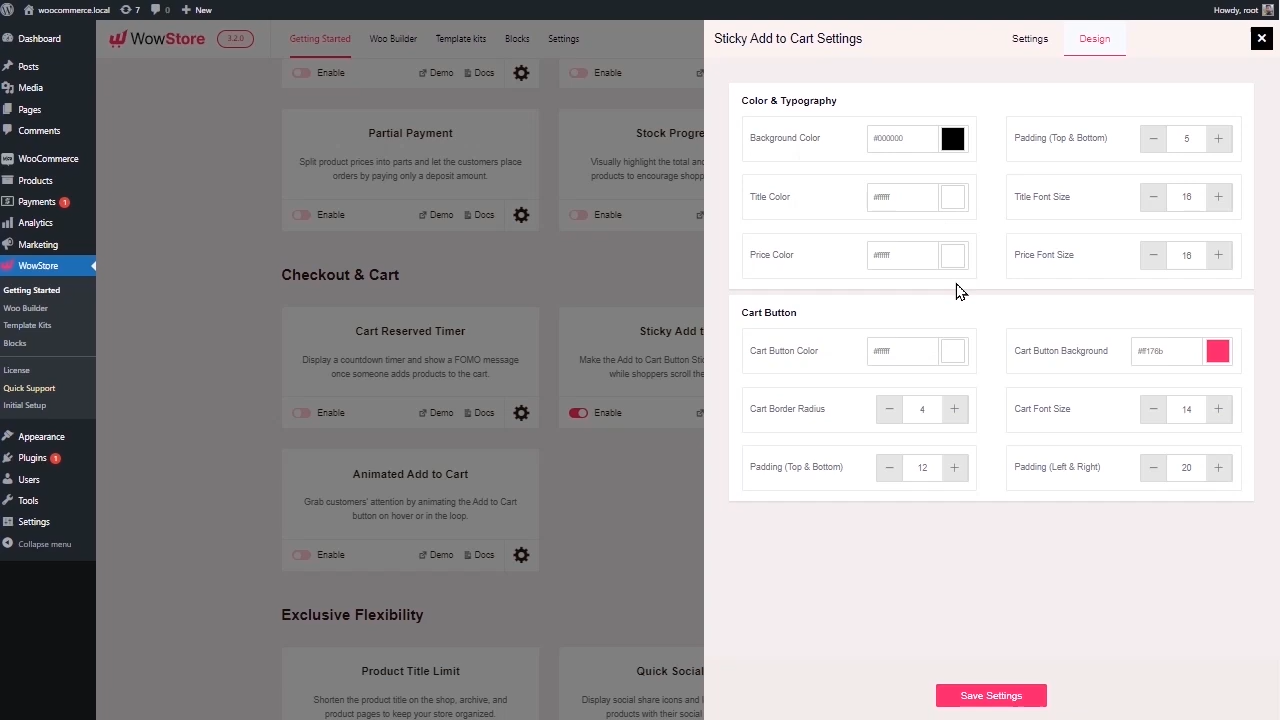 woocommerce.local
7
0
New
Howdy, root
Dashboard
Posts
Media
Pages
Comments
WooCommerce
Products
Payments 1
Analytics
Marketing
WowStore
Getting Started
Woo Builder
Template Kits
Blocks
License
Quick Support
Initial Setup
Appearance
Plugins 1
Users
Tools
Settings
Collapse menu
WowStore
3.2.0
Getting Started
Woo Builder
Template kits
Blocks
Settings
Enable
Demo
Docs
Enable
Partial Payment
Split product prices into parts and let the customers place
orders by paying only a deposit amount.
Enable
Demo
Docs
Stock Progre
Visually highlight the total and
products to encourage shopp
Enable
Checkout & Cart
Cart Reserved Timer
Display a countdown timer and show a FOMO message
once someone adds products to the cart.
Enable
Demo
Docs
Sticky Add t
Make the Add to Cart Button Sti
while shoppers scroll the
Enable
Animated Add to Cart
Grab customers' attention by animating the Add to Cart
button on hover or in the loop.
Enable
Demo
Docs
Exclusive Flexibility
Product Title Limit
Shorten the product title on the shop, archive, and
product pages to keep your store organized.
Quick Social
Display social share icons and l
products with their social
Sticky Add to Cart Settings
Settings
Design
Color & Typography
Background Color
#000000
Padding (Top & Bottom)
5
Title Color
#ffffff
Title Font Size
16
Price Color
#ffffff
Price Font Size
16
Cart Button
Cart Button Color
#ffffff
Cart Button Background
#ff176b
Cart Border Radius
4
Cart Font Size
14
Padding (Top & Bottom)
12
Padding (Left & Right)
20
Save Settings